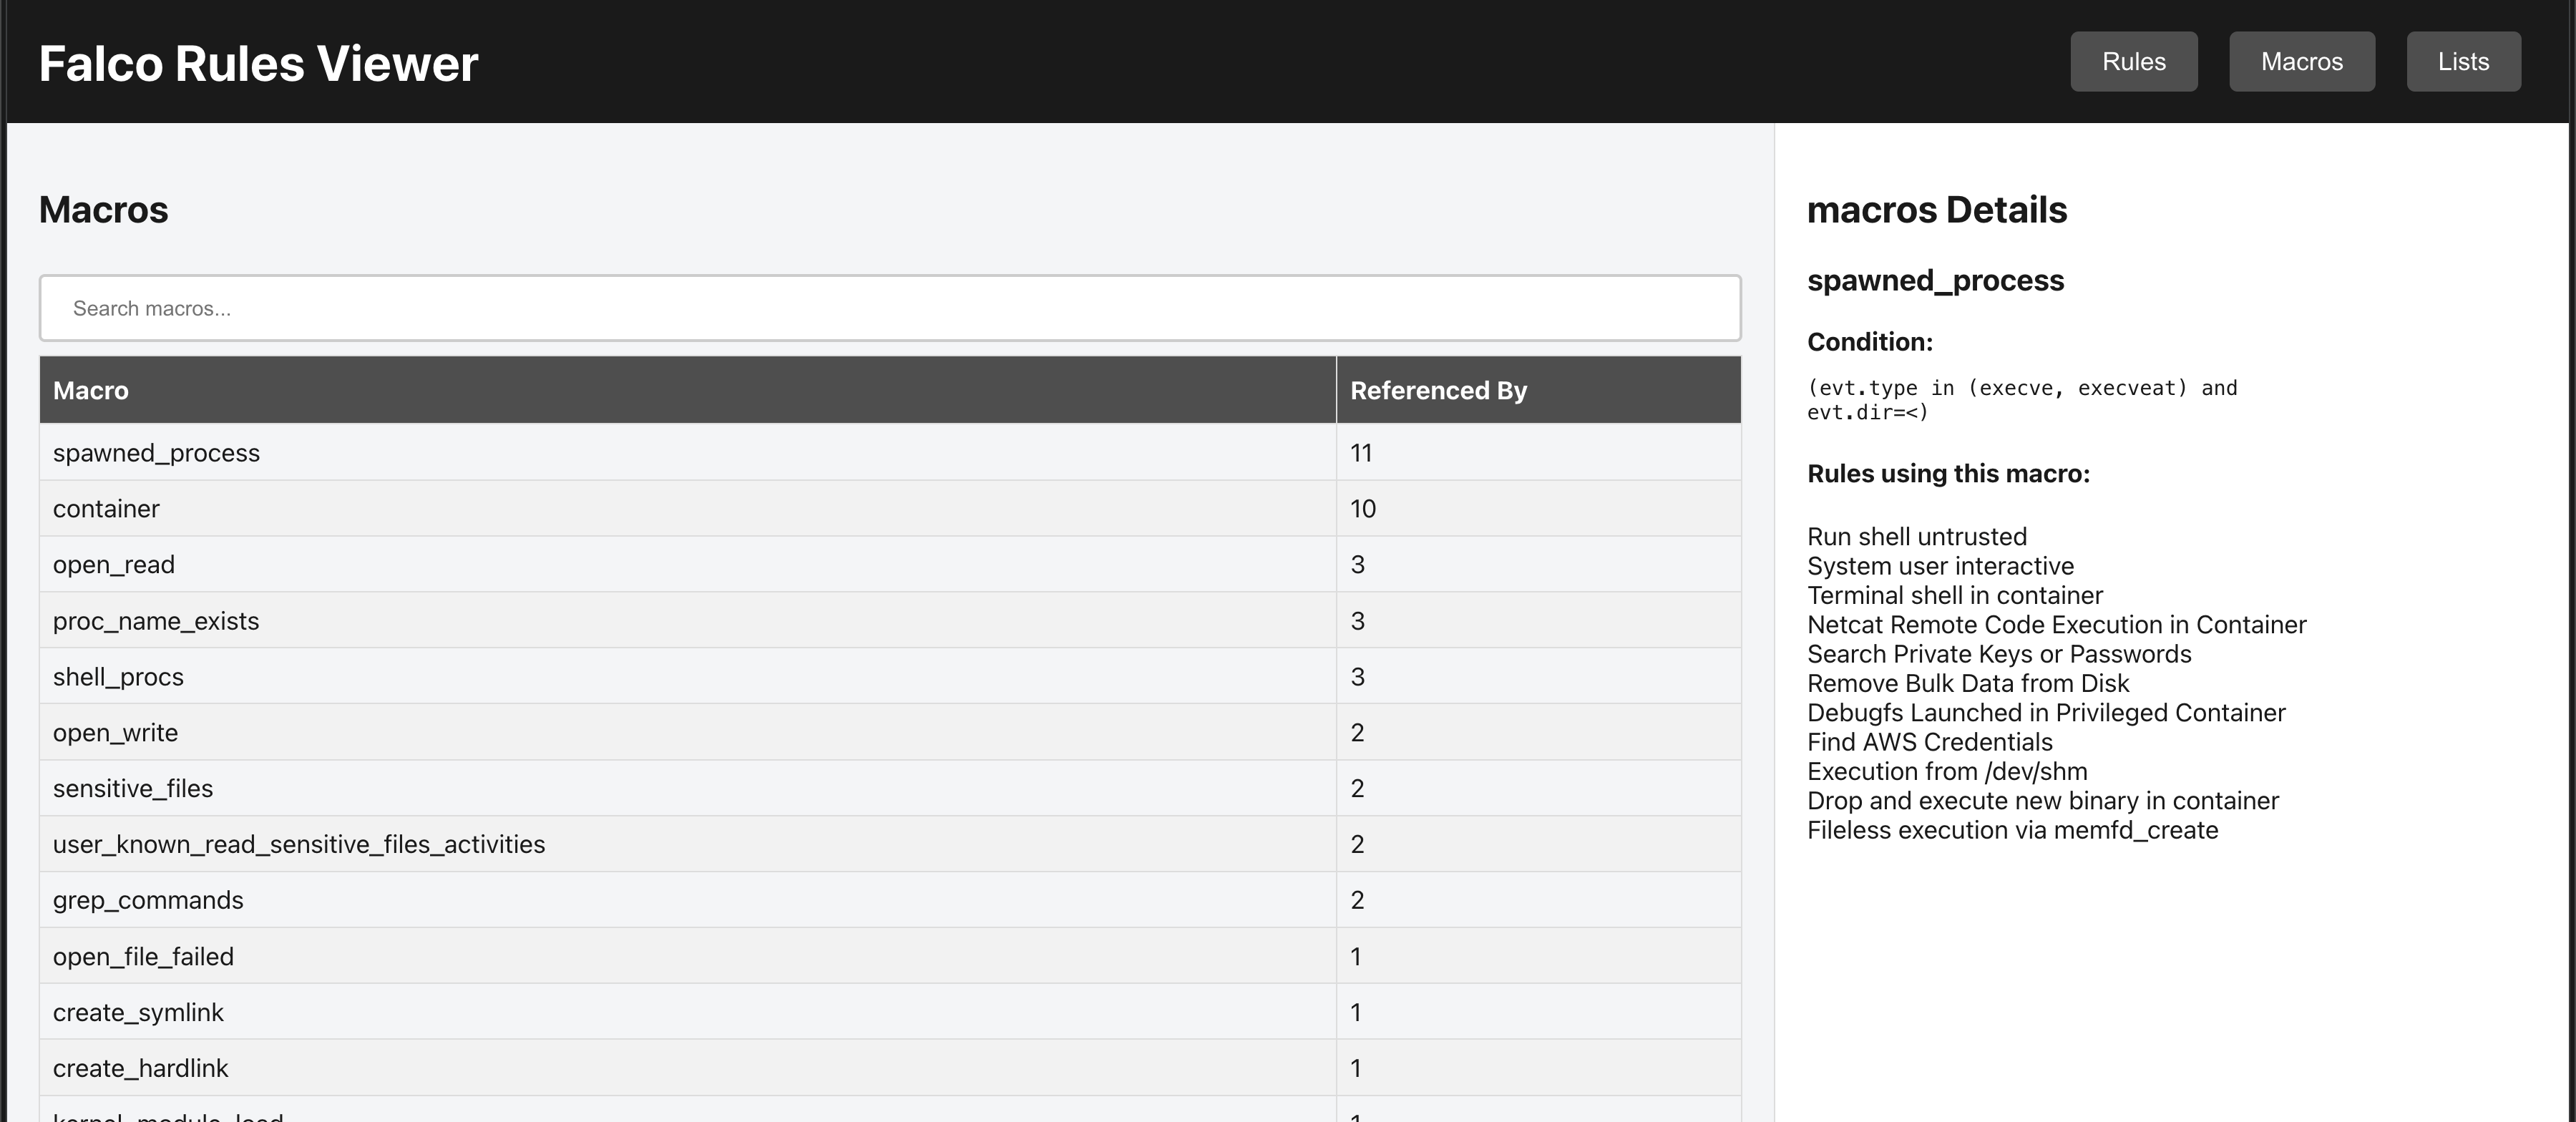 Falco Rules Viewer
Rules Macros Lists
Macros
Search macros...
Macro Referenced By
spawned_process 11
container 10
open_read 3
proc_name_exists 3
shell_procs 3
open_write 2
sensitive_files 2
user_known_read_sensitive_files_activities 2
grep_commands 2
open_file_failed 1
create_symlink 1
create_hardlink 1
macros Details
spawned_process
Condition:
(evt.type in (execve, execveat) and
evt.dir=<)
Rules using this macro:
Run shell untrusted
System user interactive
Terminal shell in container
Netcat Remote Code Execution in Container
Search Private Keys or Passwords
Remove Bulk Data from Disk
Debugfs Launched in Privileged Container
Find AWS Credentials
Execution from /dev/shm
Drop and execute new binary in container
Fileless execution via memfd_create